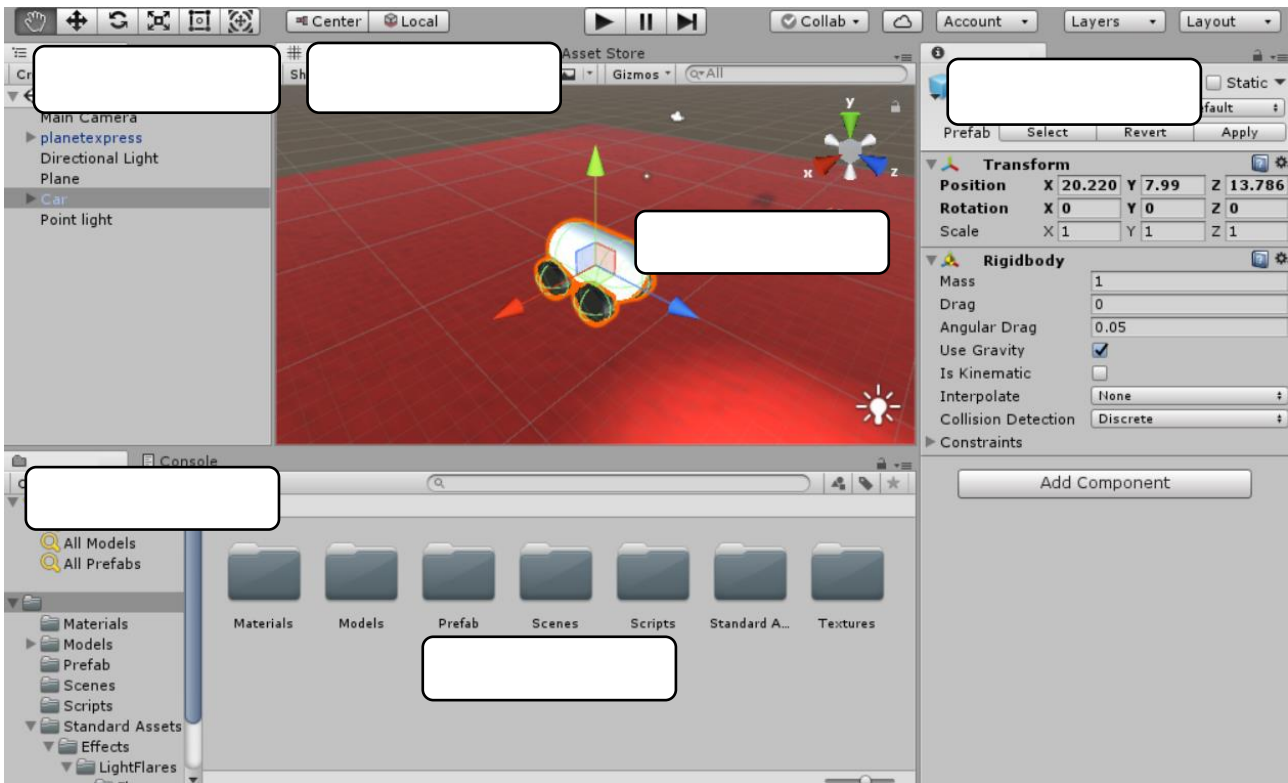 Center Local Collab Account Layers Layout
Asset Store
Gizmos All
Static
Main Camera
planetexpress
Directional Light
Plane
Car
Point light
y
x
z
Prefab Select Revert Apply
Transform
Position X 20.220 Y 7.99 Z 13.786
Rotation X 0 Y 0 Z 0
Scale X 1 Y 1 Z 1
Rigidbody
Mass 1
Drag 0
Angular Drag 0.05
Use Gravity
Is Kinematic
Interpolate None
Collision Detection Discrete
Constraints
Add Component
Console
All Models
All Prefabs
Materials
Models
Prefab
Scenes
Scripts
Standard Assets
Effects
LightFlares
Materials Models Prefab Scenes Scripts Standard A... Textures